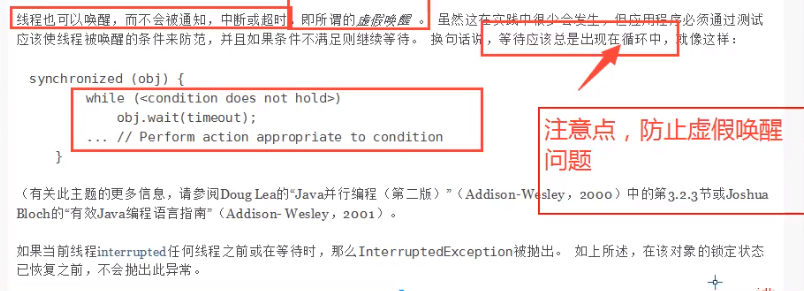 线程也可以唤醒，而不会被通知，中断或超时，即所谓的虚假唤醒 。 虽然这在实践中很少会发生，但应用程序必须通过测试
应该使线程被唤醒的条件来防范，并且如果条件不满足则继续等待。 换句话说，等待应该总是出现在循环中，就像这样：
synchronized (obj) {
while (<condition does not hold>)
obj.wait(timeout);
... // Perform action appropriate to condition
}
注意点，防止虚假唤醒
问题
（有关此主题的更多信息，请参阅Doug Lea的“Java并行编程（第二版）”（Addison-Wesley，2000）中的第3.2.3节或Joshua
Bloch的“有效Java编程语言指南”（Addison- Wesley，2001）。
如果当前线程interrupted任何线程之前或在等待时，那么InterruptedException被抛出。 如上所述，在该对象的锁定状态
已恢复之前，不会抛出此异常。